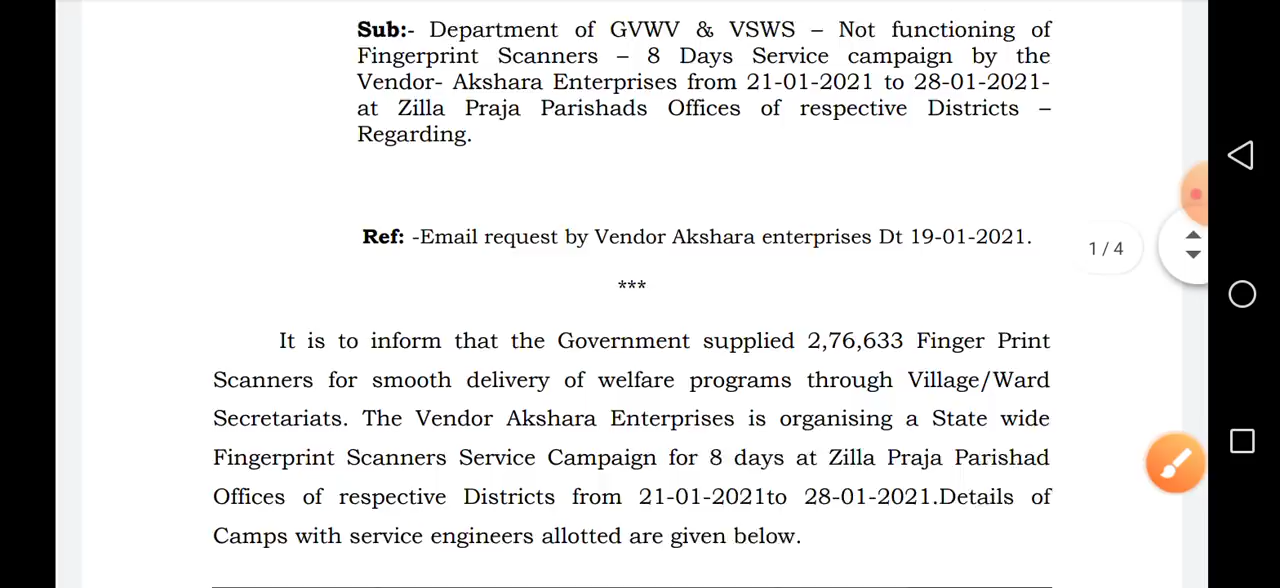 Sub:- Department of GVWV & VSWS – Not functioning of
Fingerprint Scanners – 8 Days Service campaign by the
Vendor- Akshara Enterprises from 21-01-2021 to 28-01-2021-
at Zilla Praja Parishads Offices of respective Districts –
Regarding.
Ref: -Email request by Vendor Akshara enterprises Dt 19-01-2021.
1 / 4
***
It is to inform that the Government supplied 2,76,633 Finger Print
Scanners for smooth delivery of welfare programs through Village/Ward
Secretariats. The Vendor Akshara Enterprises is organising a State wide
Fingerprint Scanners Service Campaign for 8 days at Zilla Praja Parishad
Offices of respective Districts from 21-01-2021to 28-01-2021.Details of
Camps with service engineers allotted are given below.